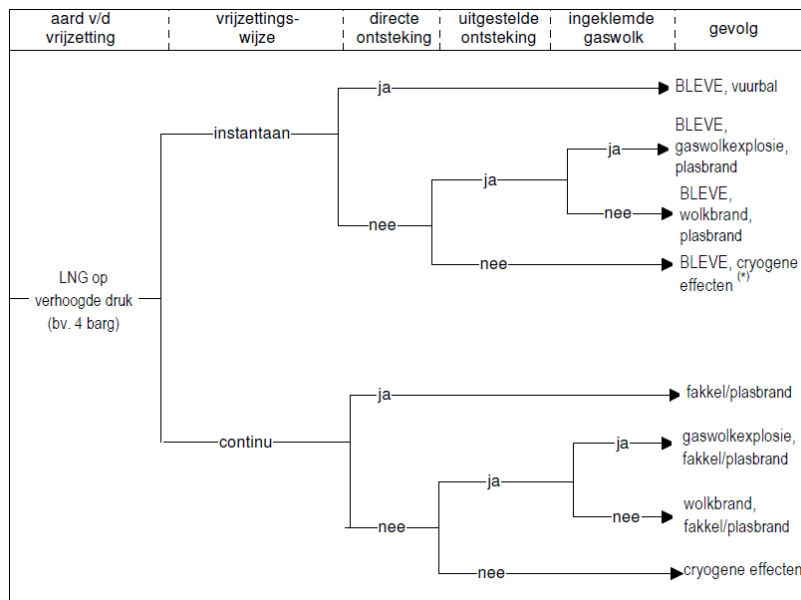 aard v/d
vrijzetting
vrijzettings-
wijze
directe
ontsteking
uitgestelde
ontsteking
ingeklemde
gaswolk
gevolg
LNG op
verhoogde druk
(bv. 4 barg)
instantaan
ja
BLEVE, vuurbal
nee
ja
ja
BLEVE,
gaswolkexplosie,
plasbrand
nee
BLEVE,
wolkbrand,
plasbrand
nee
BLEVE, cryogene
effecten (*)
continu
ja
fakkel/plasbrand
nee
ja
ja
gaswolkexplosie,
fakkel/plasbrand
nee
wolkbrand,
fakkel/plasbrand
nee
cryogene effecten